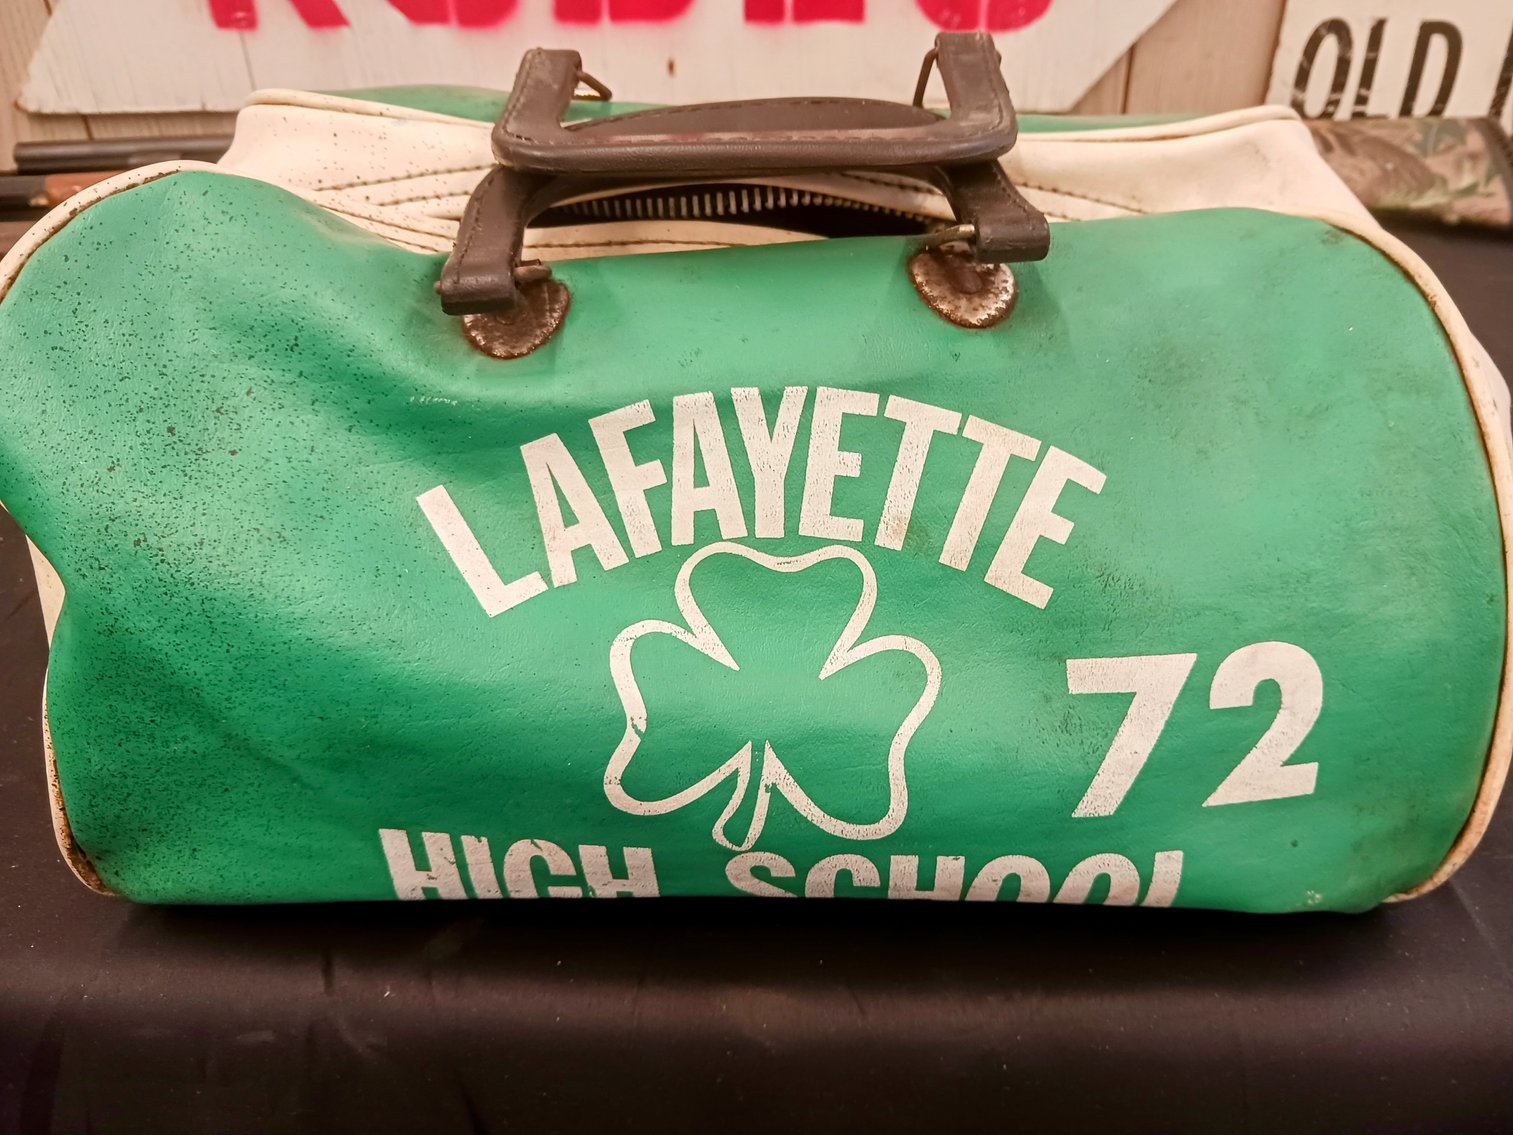 OLD
LAFAYETTE
72
HIGH SCHOOL